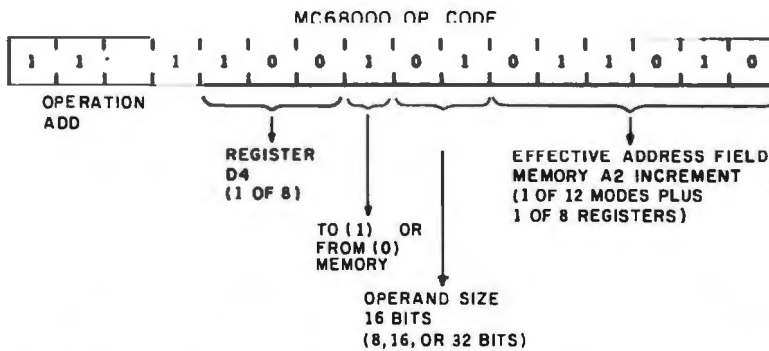 MC68000 OP CODE
1 1 1 1 0 0 1 0 1 0 1 1 0 1 0
OPERATION
ADD
REGISTER
D4
(1 OF 8)
TO (1) OR
FROM (0)
MEMORY
OPERAND SIZE
16 BITS
(8, 16, OR 32 BITS)
EFFECTIVE ADDRESS FIELD
MEMORY A2 INCREMENT
(1 OF 12 MODES PLUS
1 OF 8 REGISTERS)